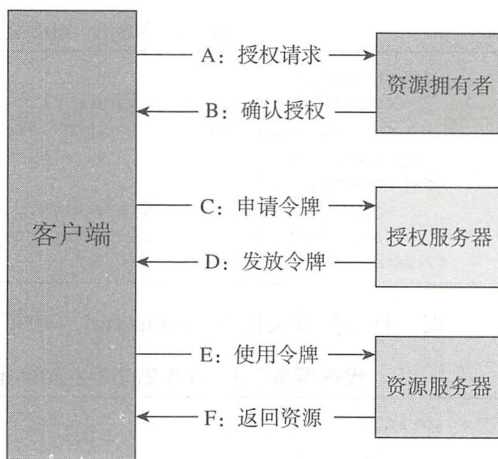 A：授权请求
资源拥有者
B：确认授权
客户端
C：申请令牌
授权服务器
D：发放令牌
E：使用令牌
资源服务器
F：返回资源